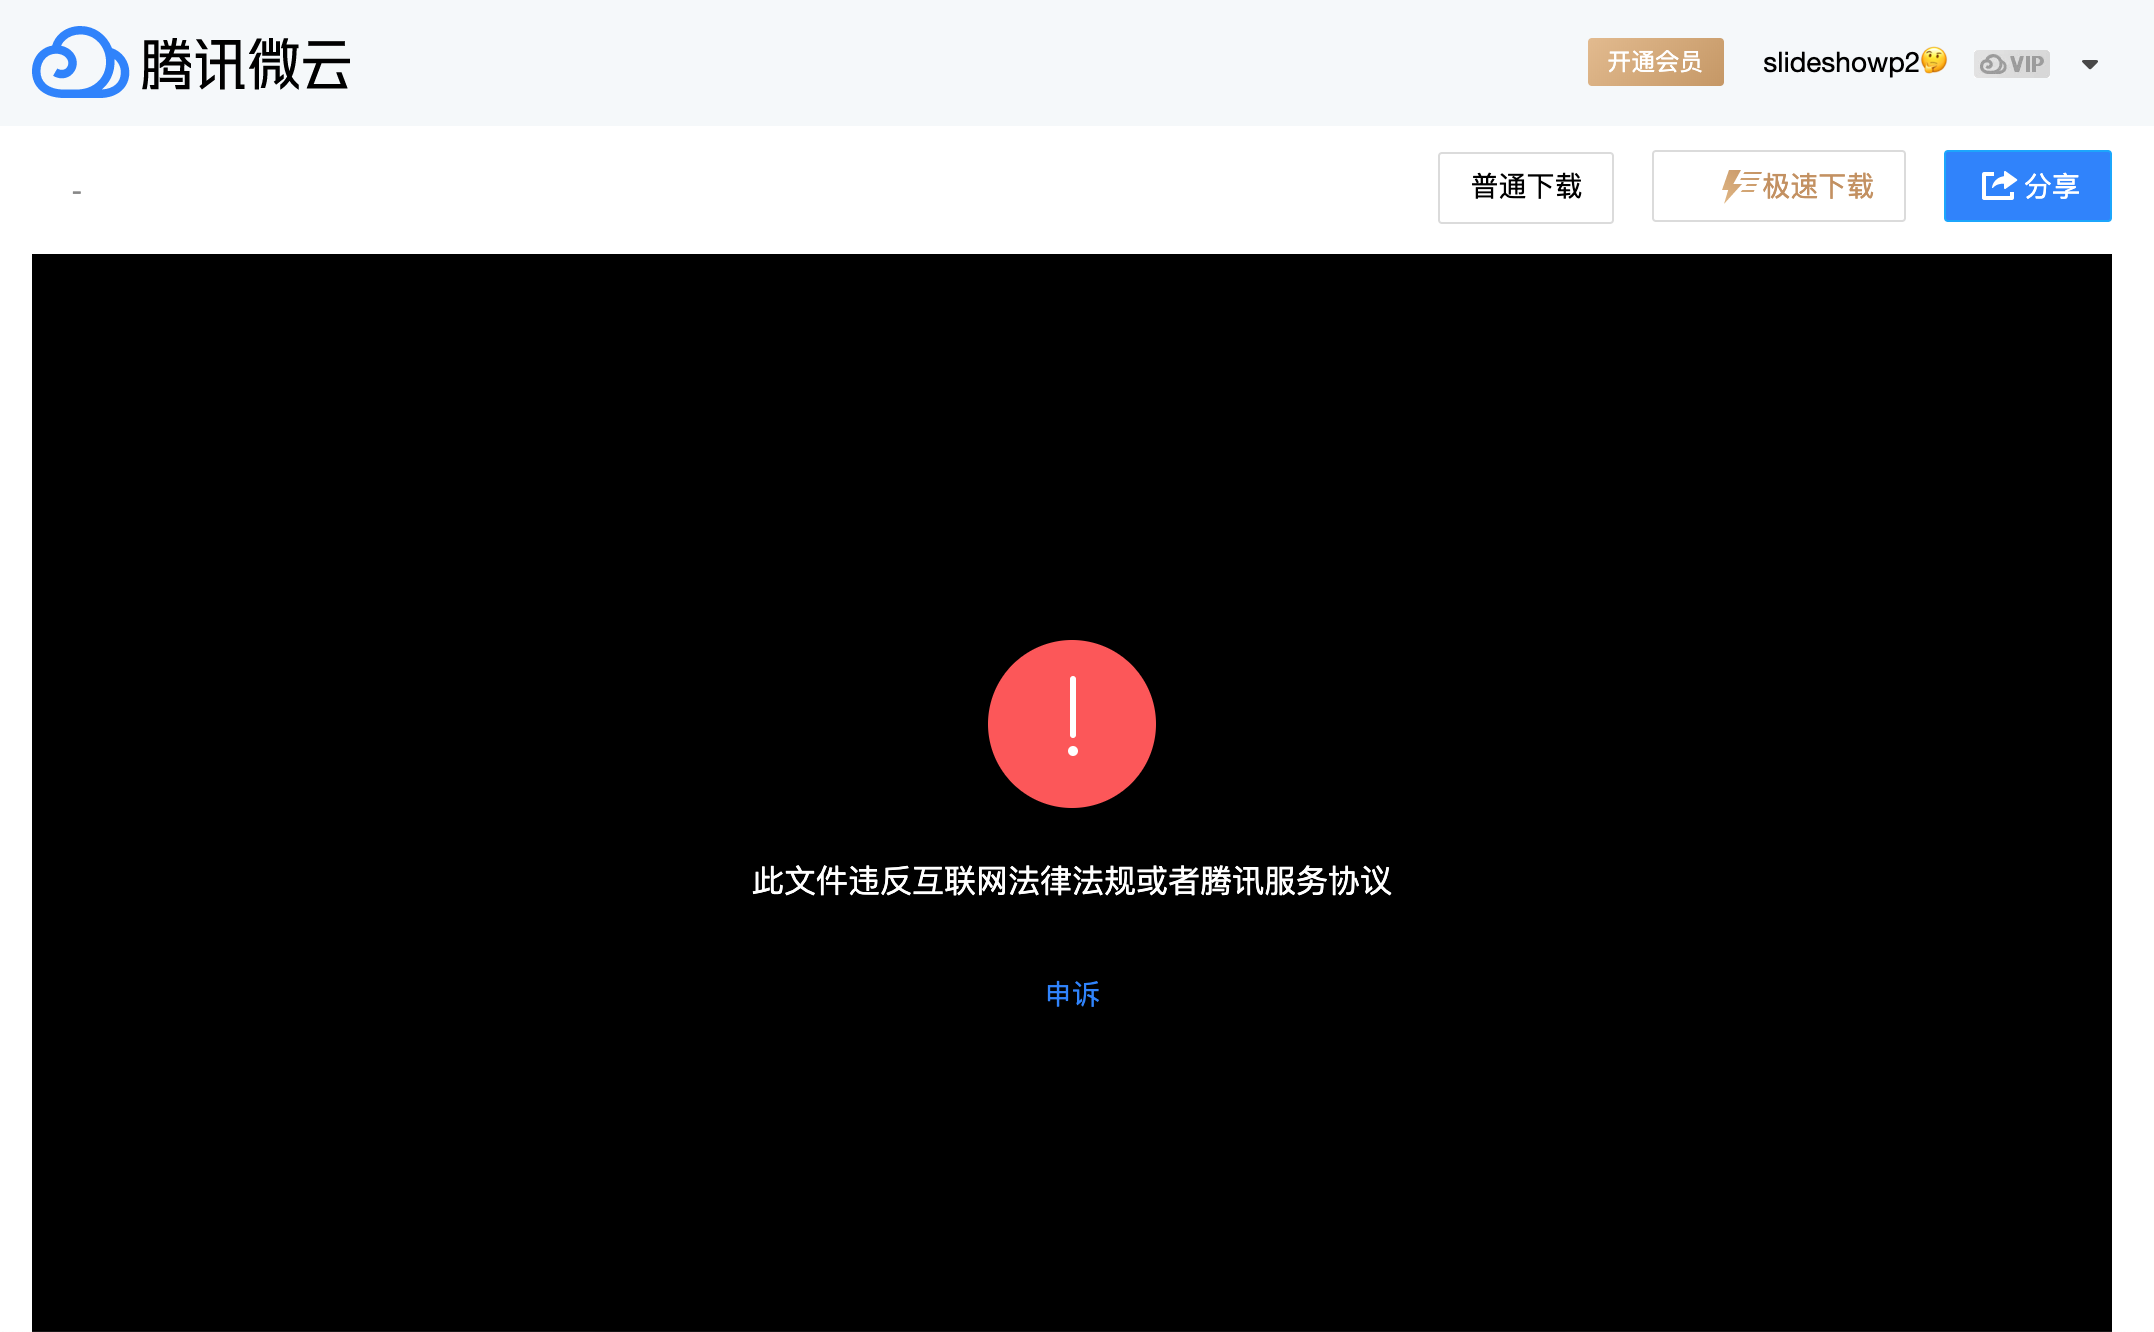 腾讯微云
开通会员
slideshowp2🤔
VIP
-
普通下载
极速下载
分享
此文件违反互联网法律法规或者腾讯服务协议
申诉